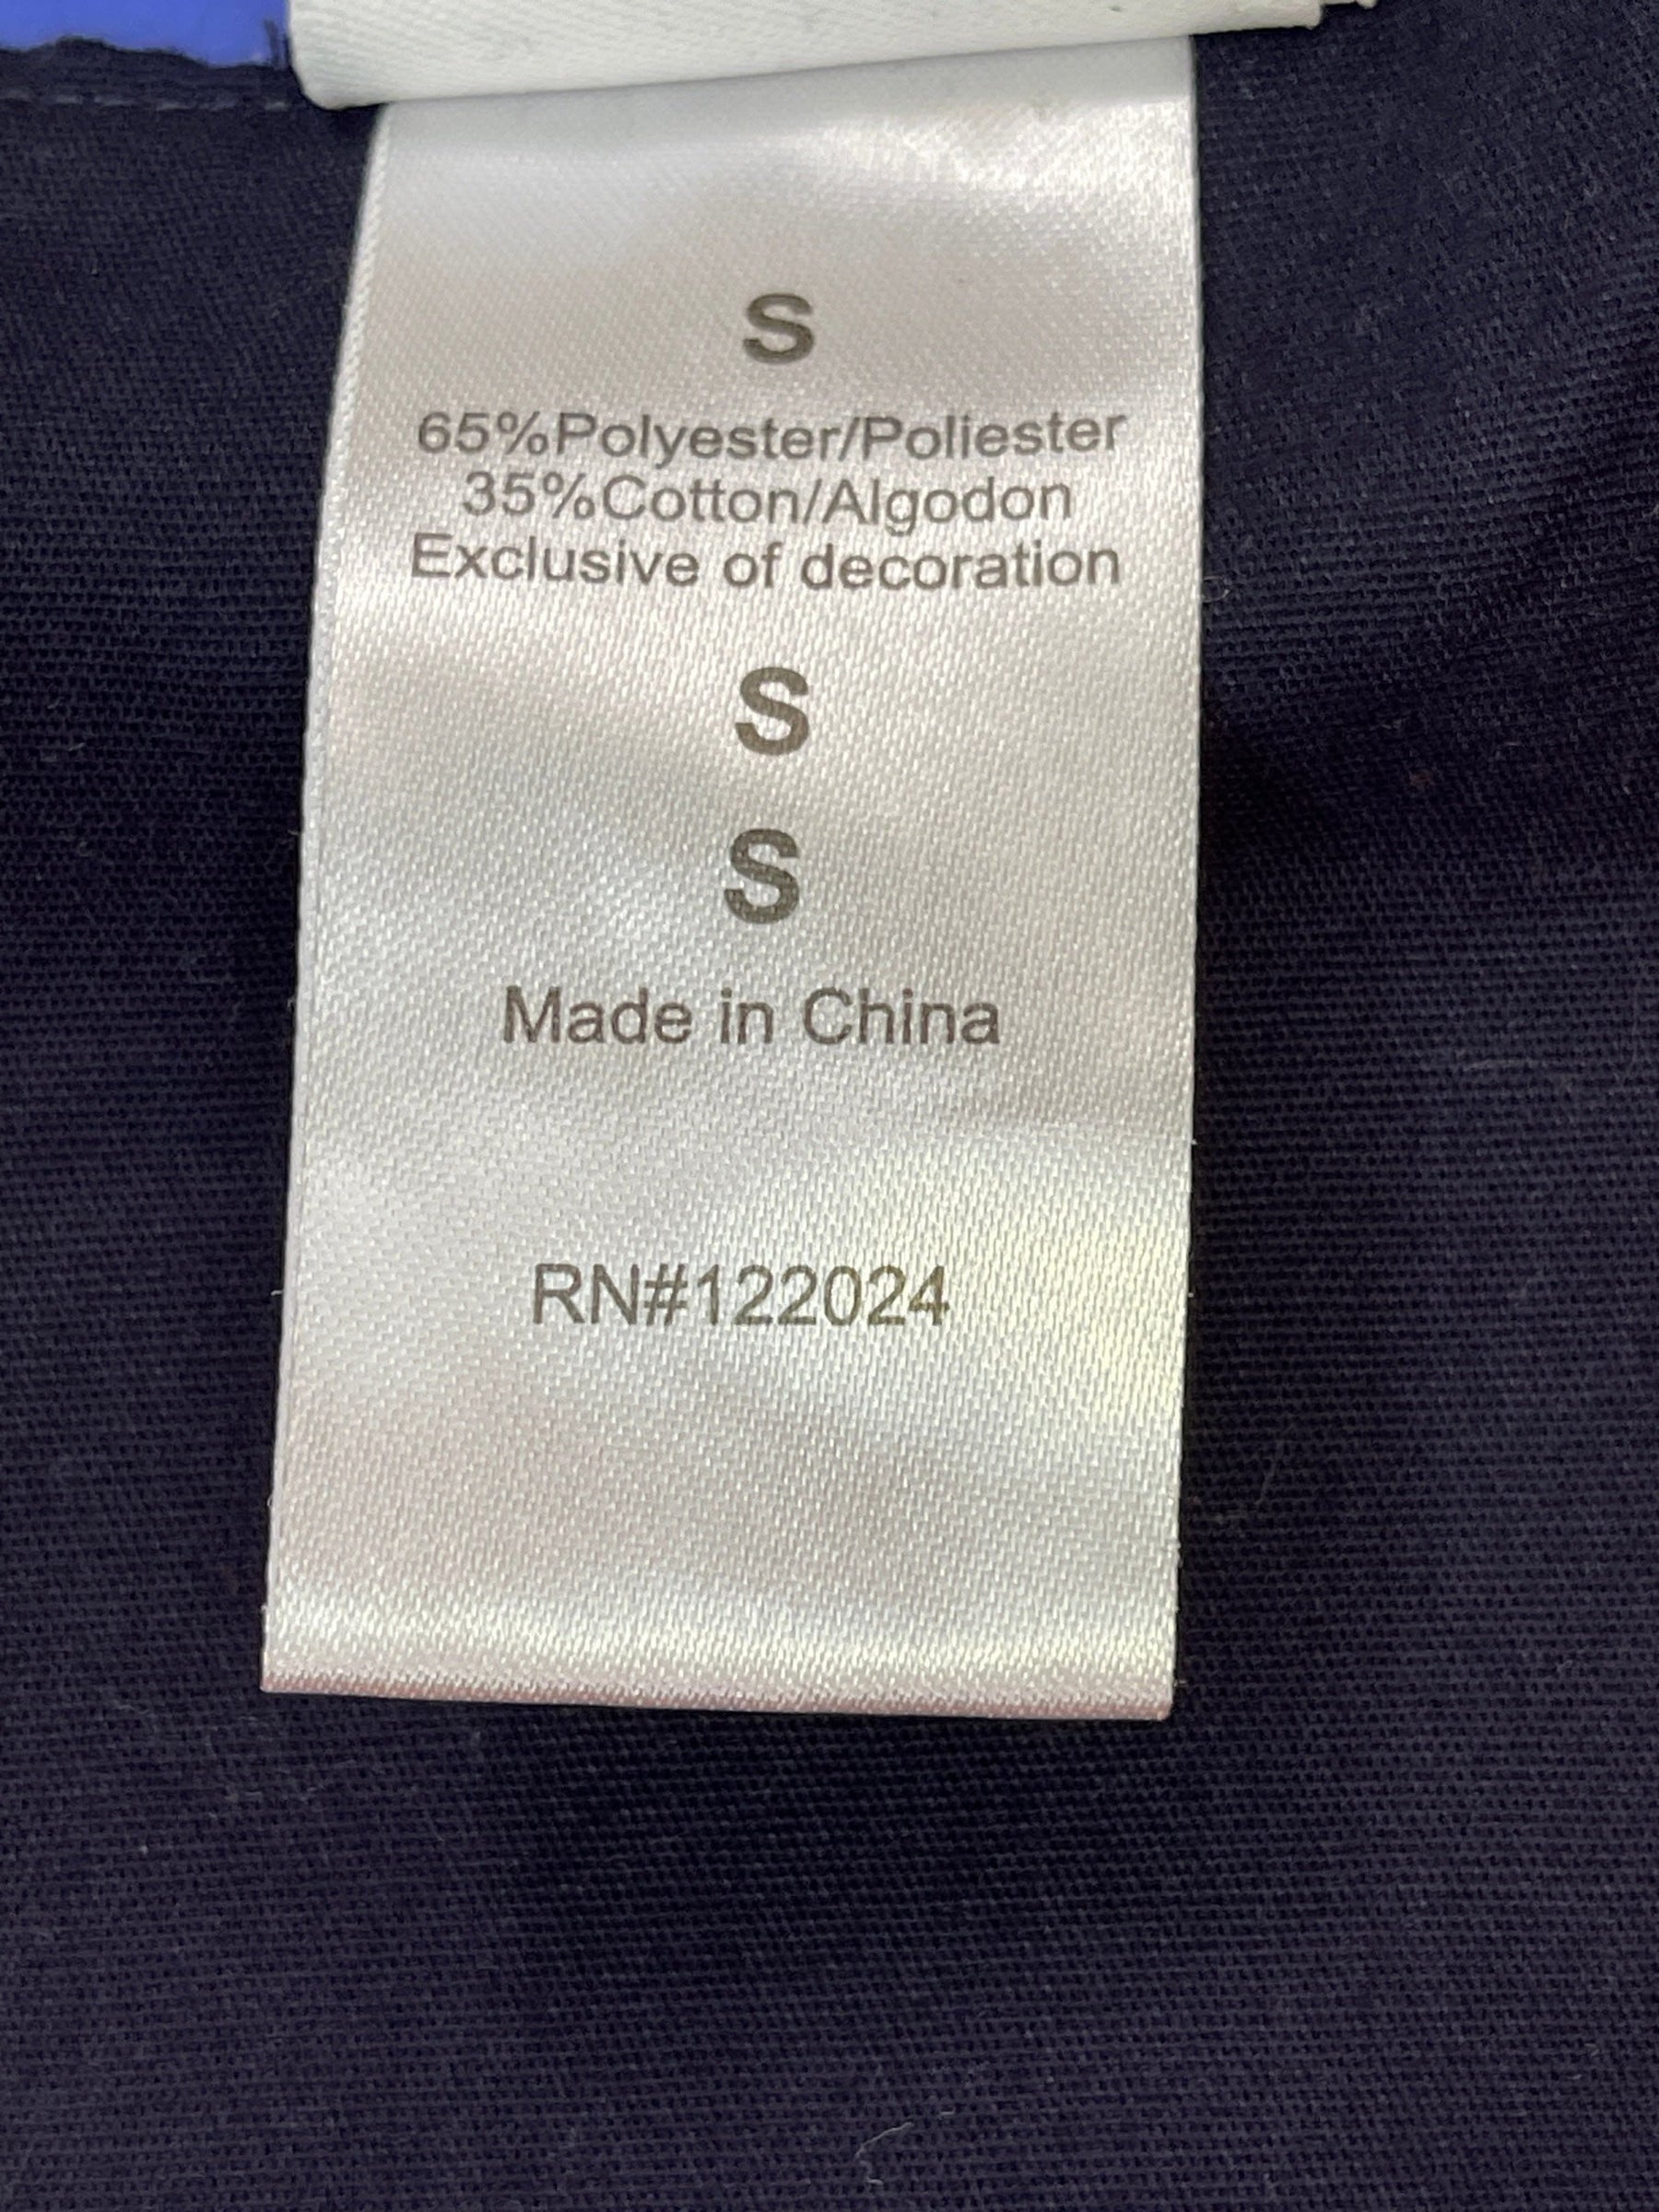 S
65%Polyester/Poliester
35%Cotton/Algodon
Exclusive of decoration
S
S
Made in China
RN#122024